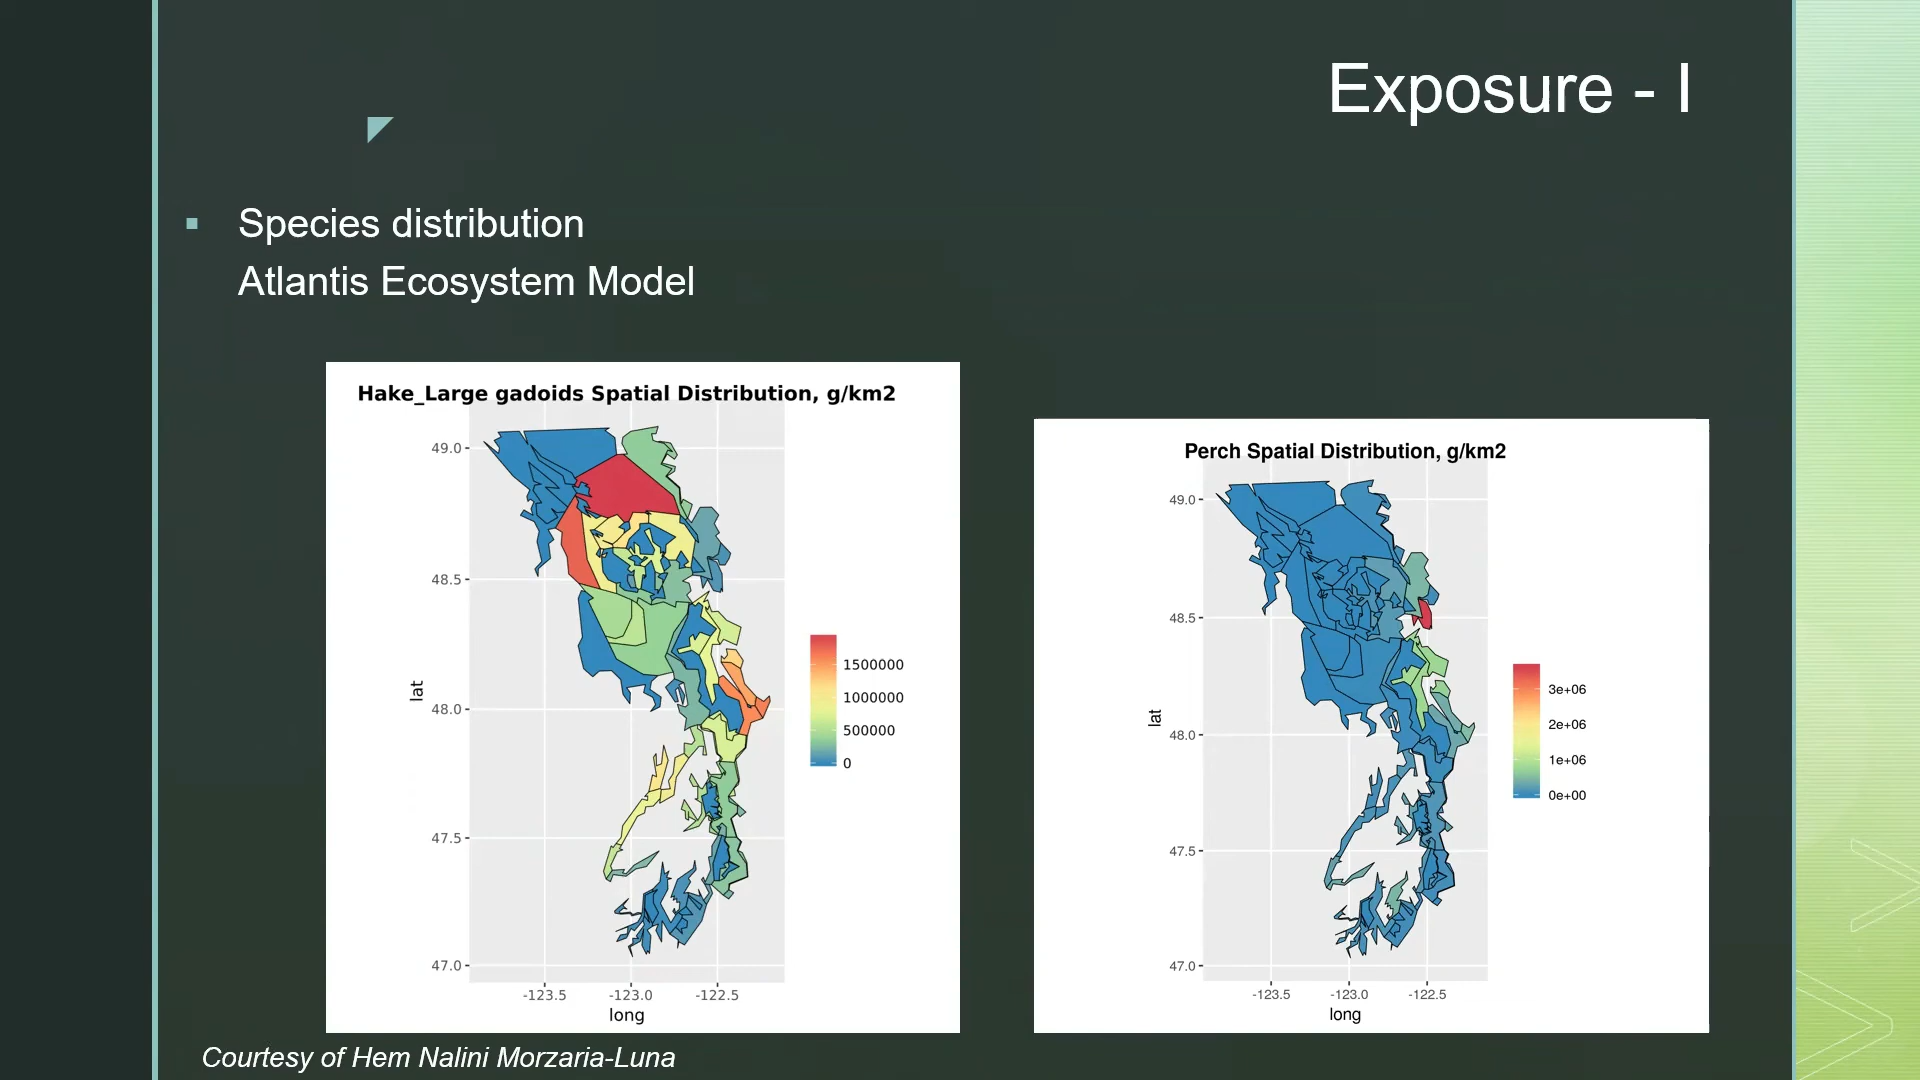 Exposure - I
Species distribution
Atlantis Ecosystem Model
Hake_Large gadoids Spatial Distribution, g/km2
49.0
48.5
48.0
47.5
47.0
lat
-123.5 -123.0 -122.5
long
1500000
1000000
500000
0
Perch Spatial Distribution, g/km2
49.0
48.5
48.0
47.5
47.0
lat
-123.5 -123.0 -122.5
long
3e+06
2e+06
1e+06
0e+00
Courtesy of Hem Nalini Morzaria-Luna